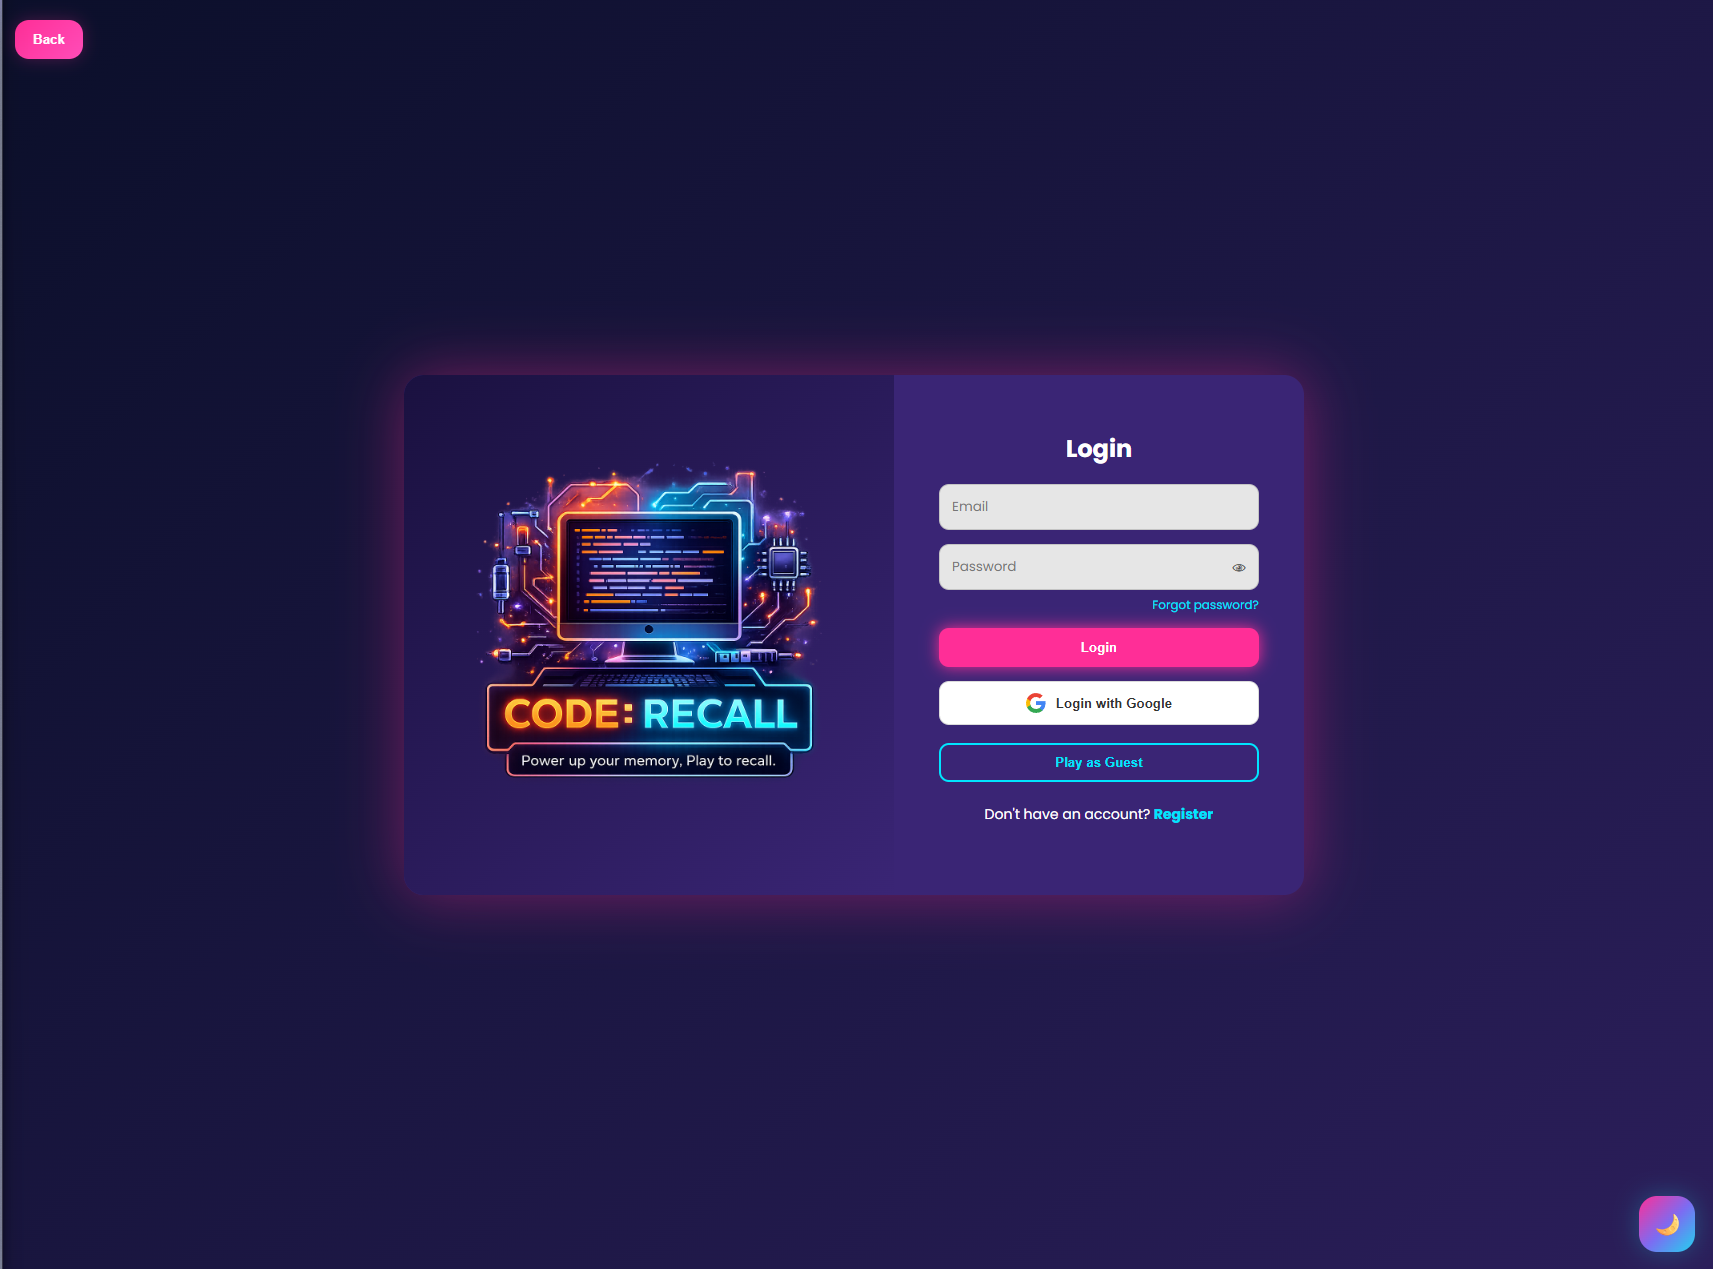 Back
CODE: RECALL
Power up your memory, Play to recall.
Login
Email
Password
Forgot password?
Login
Login with Google
Play as Guest
Don't have an account? Register